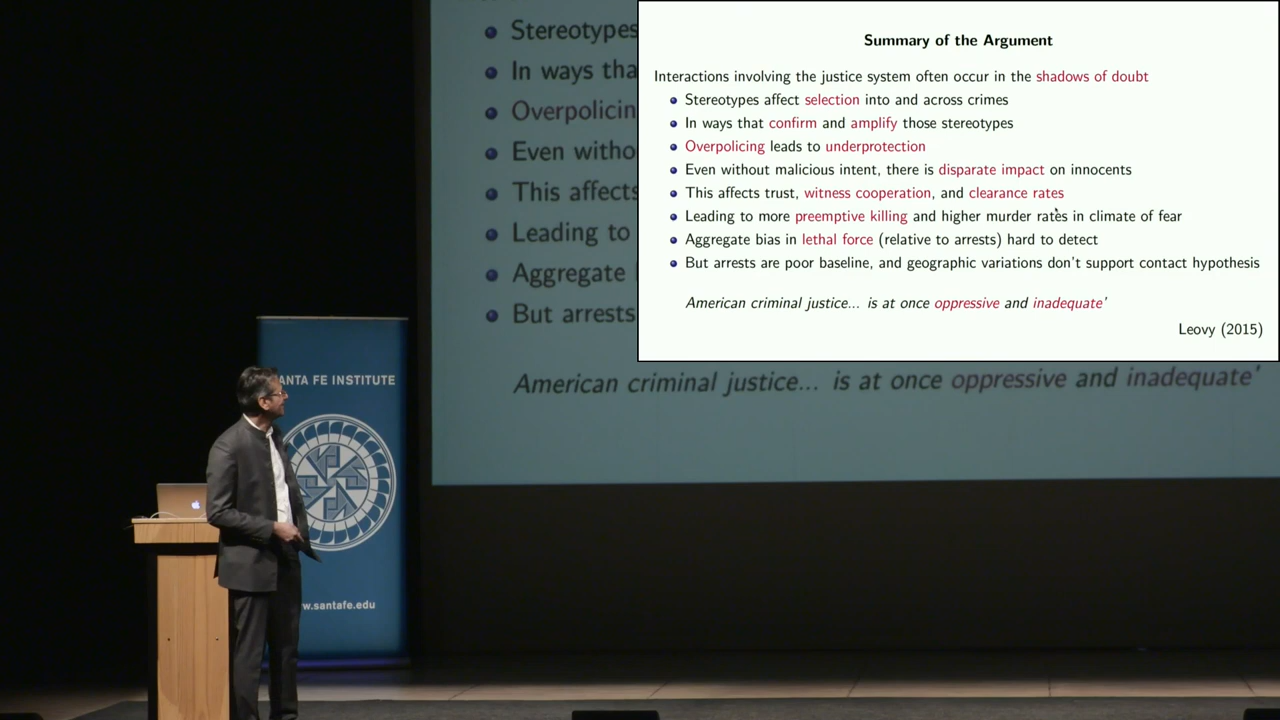 Stereotypes
In ways tha
Overpolicin
Even witho
This affects
Leading to
Aggregate
But arrests
American criminal justice... is at once oppressive and inadequate'
Summary of the Argument
Interactions involving the justice system often occur in the shadows of doubt
Stereotypes affect selection into and across crimes
In ways that confirm and amplify those stereotypes
Overpolicing leads to underprotection
Even without malicious intent, there is disparate impact on innocents
This affects trust, witness cooperation, and clearance rates
Leading to more preemptive killing and higher murder rates in climate of fear
Aggregate bias in lethal force (relative to arrests) hard to detect
But arrests are poor baseline, and geographic variations don't support contact hypothesis
American criminal justice... is at once oppressive and inadequate'
Leovy (2015)
ANTA FE INSTITUTE
w.santafe.edu